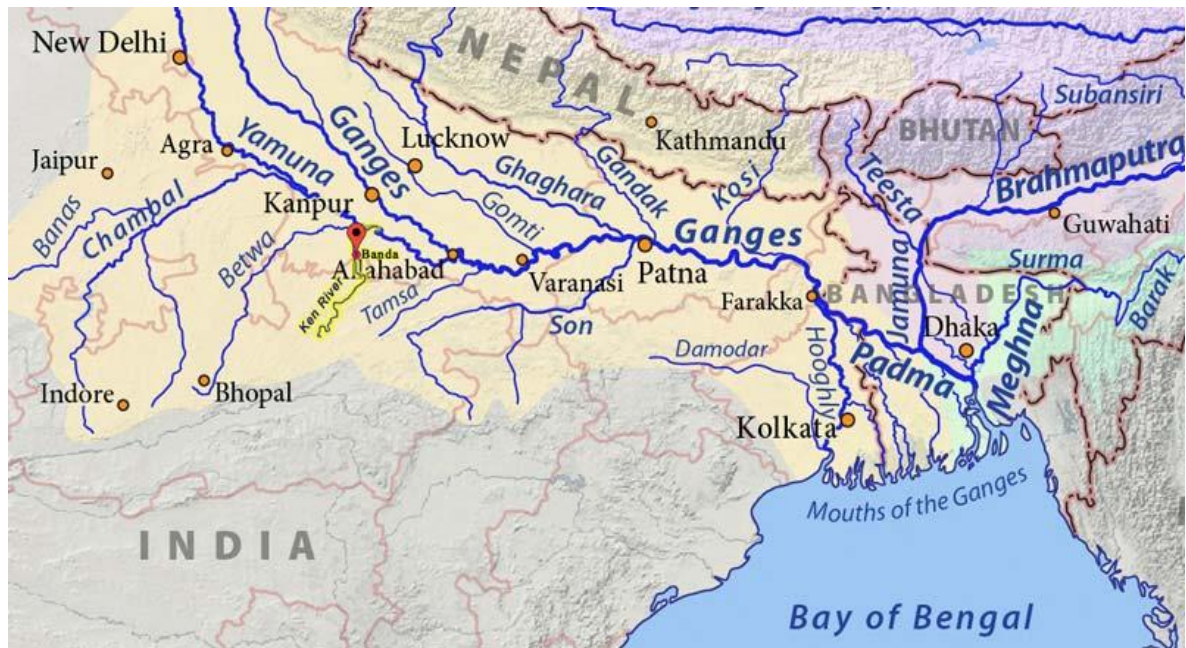 New Delhi
NEPAL
Subansiri
BHUTAN
Kathmandu
Lucknow
Agra
Yamuna
Ganges
Jaipur
Ghaghara
Gandak
Kosi
Teesta
Brahmaputra
Banas
Chambal
Kanpur
Gomti
Ganges
Guwahati
Betwa
Banda
Allahabad
Varanasi
Patna
Jamuna
Surma
Ken River
Tamsa
Son
Farakka
BANGLADESH
Barak
Dhaka
Meghna
Damodar
Hooghly
Padma
Indore
Bhopal
Kolkata
Mouths of the Ganges
INDIA
Bay of Bengal